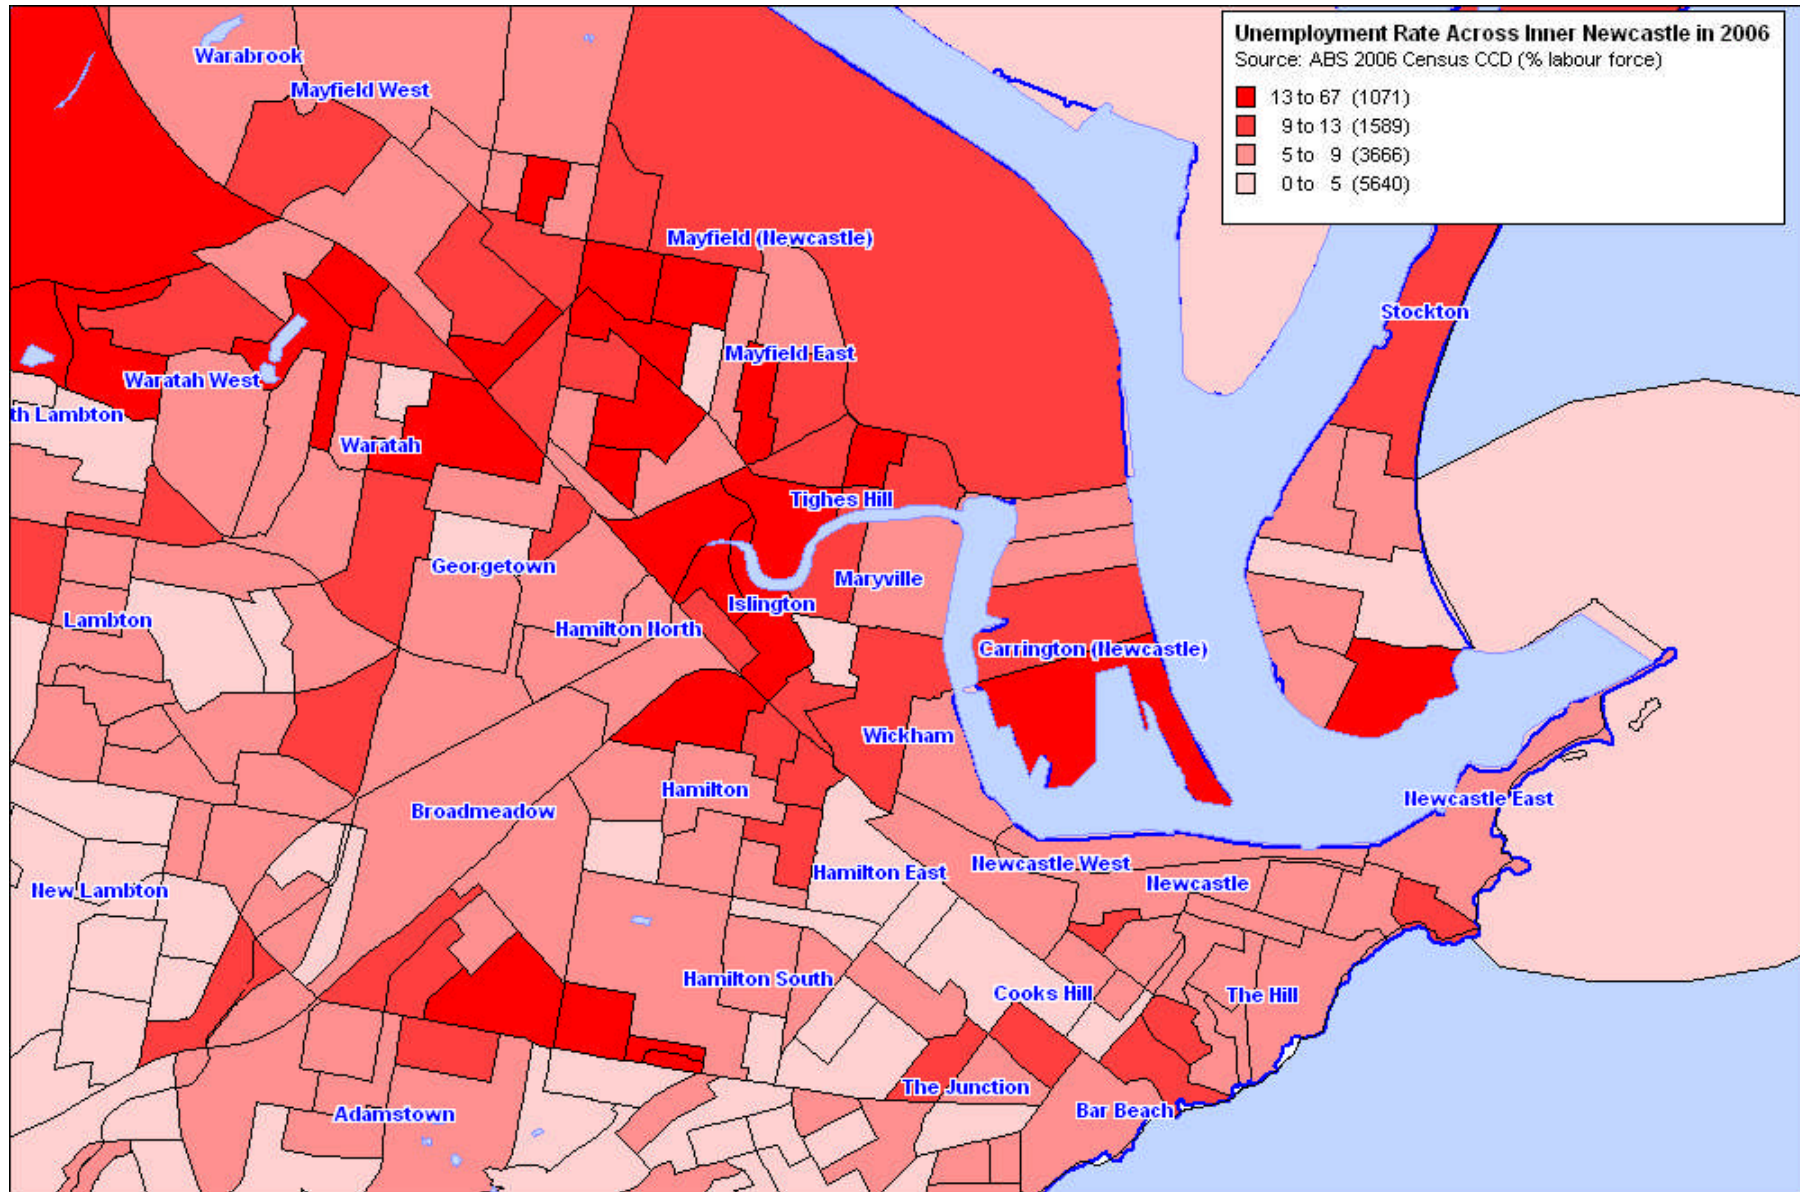 Unemployment Rate Across Inner Newcastle in 2006
Source: ABS 2006 Census CCD (% labour force)
13 to 67 (1071)
9 to 13 (1589)
5 to 9 (3666)
0 to 5 (5640)
Warabrook
Mayfield West
Mayfield (Newcastle)
Stockton
Mayfield East
Waratah West
th Lambton
Waratah
Tighes Hill
Georgetown
Maryville
Islington
Lambton
Hamilton North
Carrington (Newcastle)
Wickham
Hamilton
Newcastle East
Broadmeadow
Newcastle West
Hamilton East
Newcastle
New Lambton
Hamilton South
Cooks Hill
The Hill
The Junction
Bar Beach
Adamstown